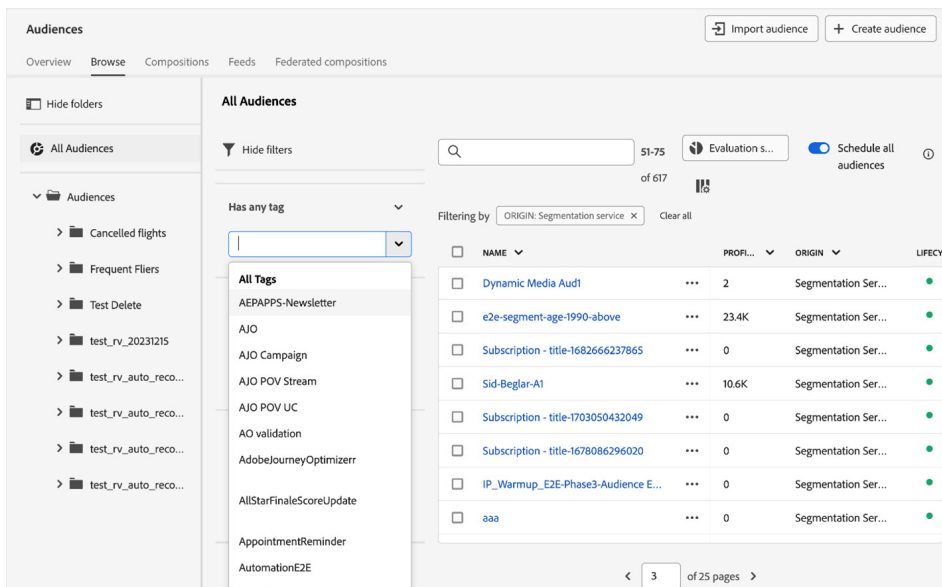 Audiences
Import audience
Create audience
Overview
Browse
Compositions
Feeds
Federated compositions
Hide folders
All Audiences
Audiences
Cancelled flights
Frequent Fliers
Test Delete
test_rv_20231215
test_rv_auto_reco...
test_rv_auto_reco...
test_rv_auto_reco...
test_rv_auto_reco...
All Audiences
Hide filters
Has any tag
All Tags
AEPAPPS-Newsletter
AJO
AJO Campaign
AJO POV Stream
AJO POV UC
AO validation
AdobeJourneyOptimizerr
AllStarFinaleScoreUpdate
AppointmentReminder
AutomationE2E
51-75
of 617
Evaluation s...
Schedule all
audiences
Filtering by ORIGIN: Segmentation service Clear all
NAME PROFI... ORIGIN LIFECY
Dynamic Media Aud1 ... 2 Segmentation Ser...
e2e-segment-age-1990-above ... 23.4K Segmentation Ser...
Subscription - title-1682666237865 ... 0 Segmentation Ser...
Sid-Beglar-A1 ... 10.6K Segmentation Ser...
Subscription - title-1703050432049 ... 0 Segmentation Ser...
Subscription - title-1678086296020 ... 0 Segmentation Ser...
IP_Warmup_E2E-Phase3-Audience E... ... 0 Segmentation Ser...
aaa ... 0 Segmentation Ser...
3 of 25 pages